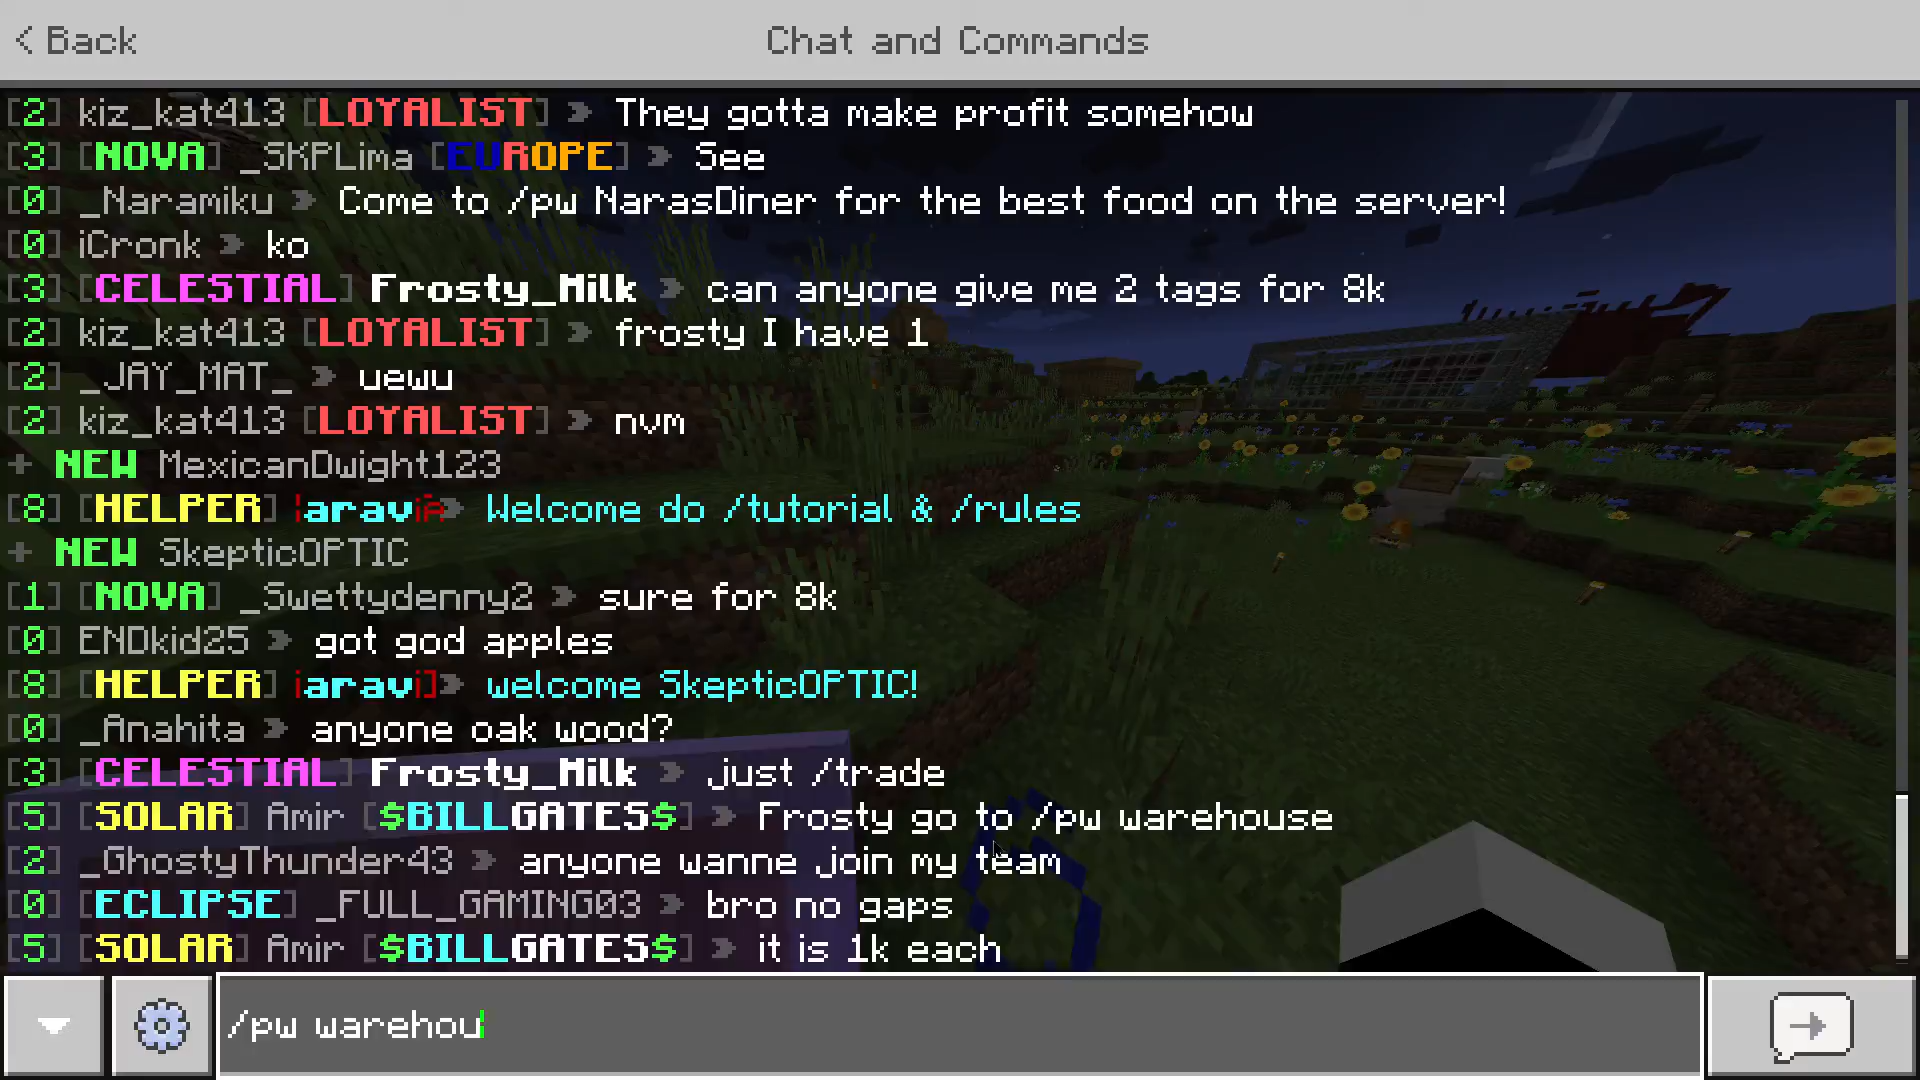 < Back
Chat and Commands
[2] kiz_kat413 [LOYALIST] > They gotta make profit somehow
[3] [NOVA] _SKPLima [EUROPE] > See
[0] _Naramiku > Come to /pw NarasDiner for the best food on the server!
[0] iCronk > ko
[3] [CELESTIAL] Frosty_Milk > can anyone give me 2 tags for 8k
[2] kiz_kat413 [LOYALIST] > frosty I have 1
[2] _JAY_MAT_ > uewu
[2] kiz_kat413 [LOYALIST] > nvm
+ NEW MexicanDwight123
[8] [HELPER] arav > Welcome do /tutorial & /rules
+ NEW SkepticOPTIC
[1] [NOVA] _Swettydenny2 > sure for 8k
[0] ENDkid25 > got god apples
[8] [HELPER] arav > welcome SkepticOPTIC!
[0] _Anahita > anyone oak wood?
[3] [CELESTIAL] Frosty_Milk > just /trade
[5] [SOLAR] Amir [$BILLGATES$] > Frosty go to /pw warehouse
[2] _GhostyThunder43 > anyone wanne join my team
[0] [ECLIPSE] _FULL_GAMING03 > bro no gaps
[5] [SOLAR] Amir [$BILLGATES$] > it is 1k each
/pw warehou